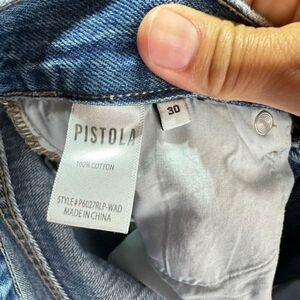 PISTOLA
30
100% COTTON
STYLE# P6027RLP-WAD
MADE IN CHINA